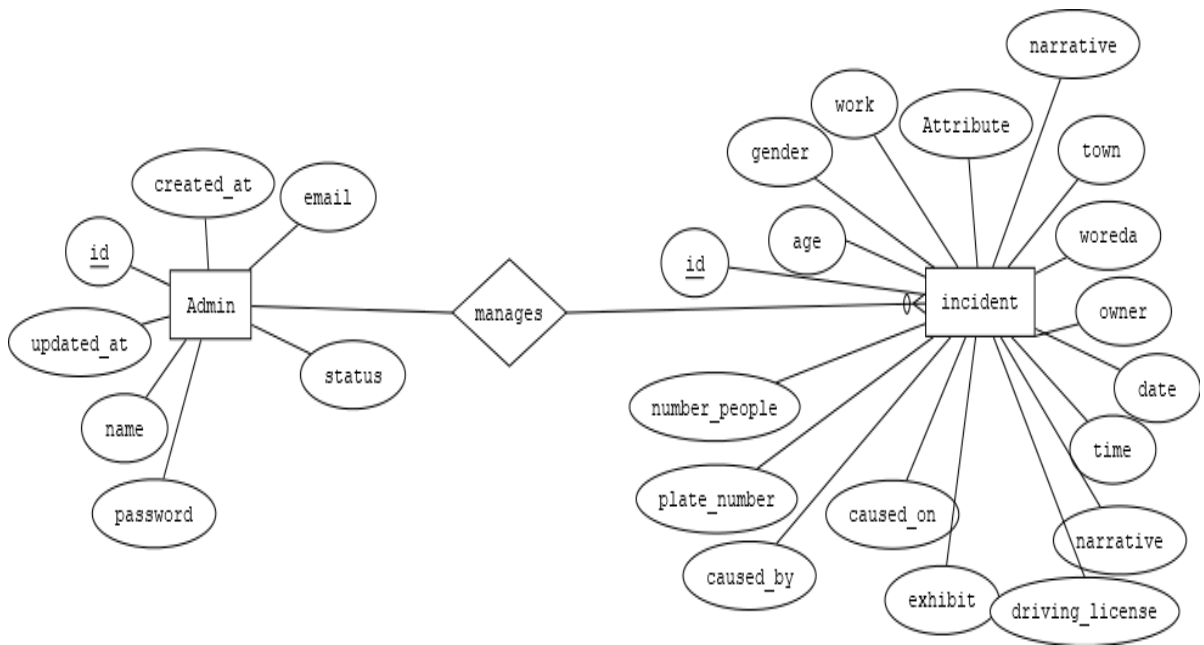 narrative
work
Attribute
gender
town
created_at
email
age
woreda
id
id
Admin
manages
incident
owner
updated_at
status
date
number_people
name
time
plate_number
caused_on
password
narrative
caused_by
exhibit
driving_license